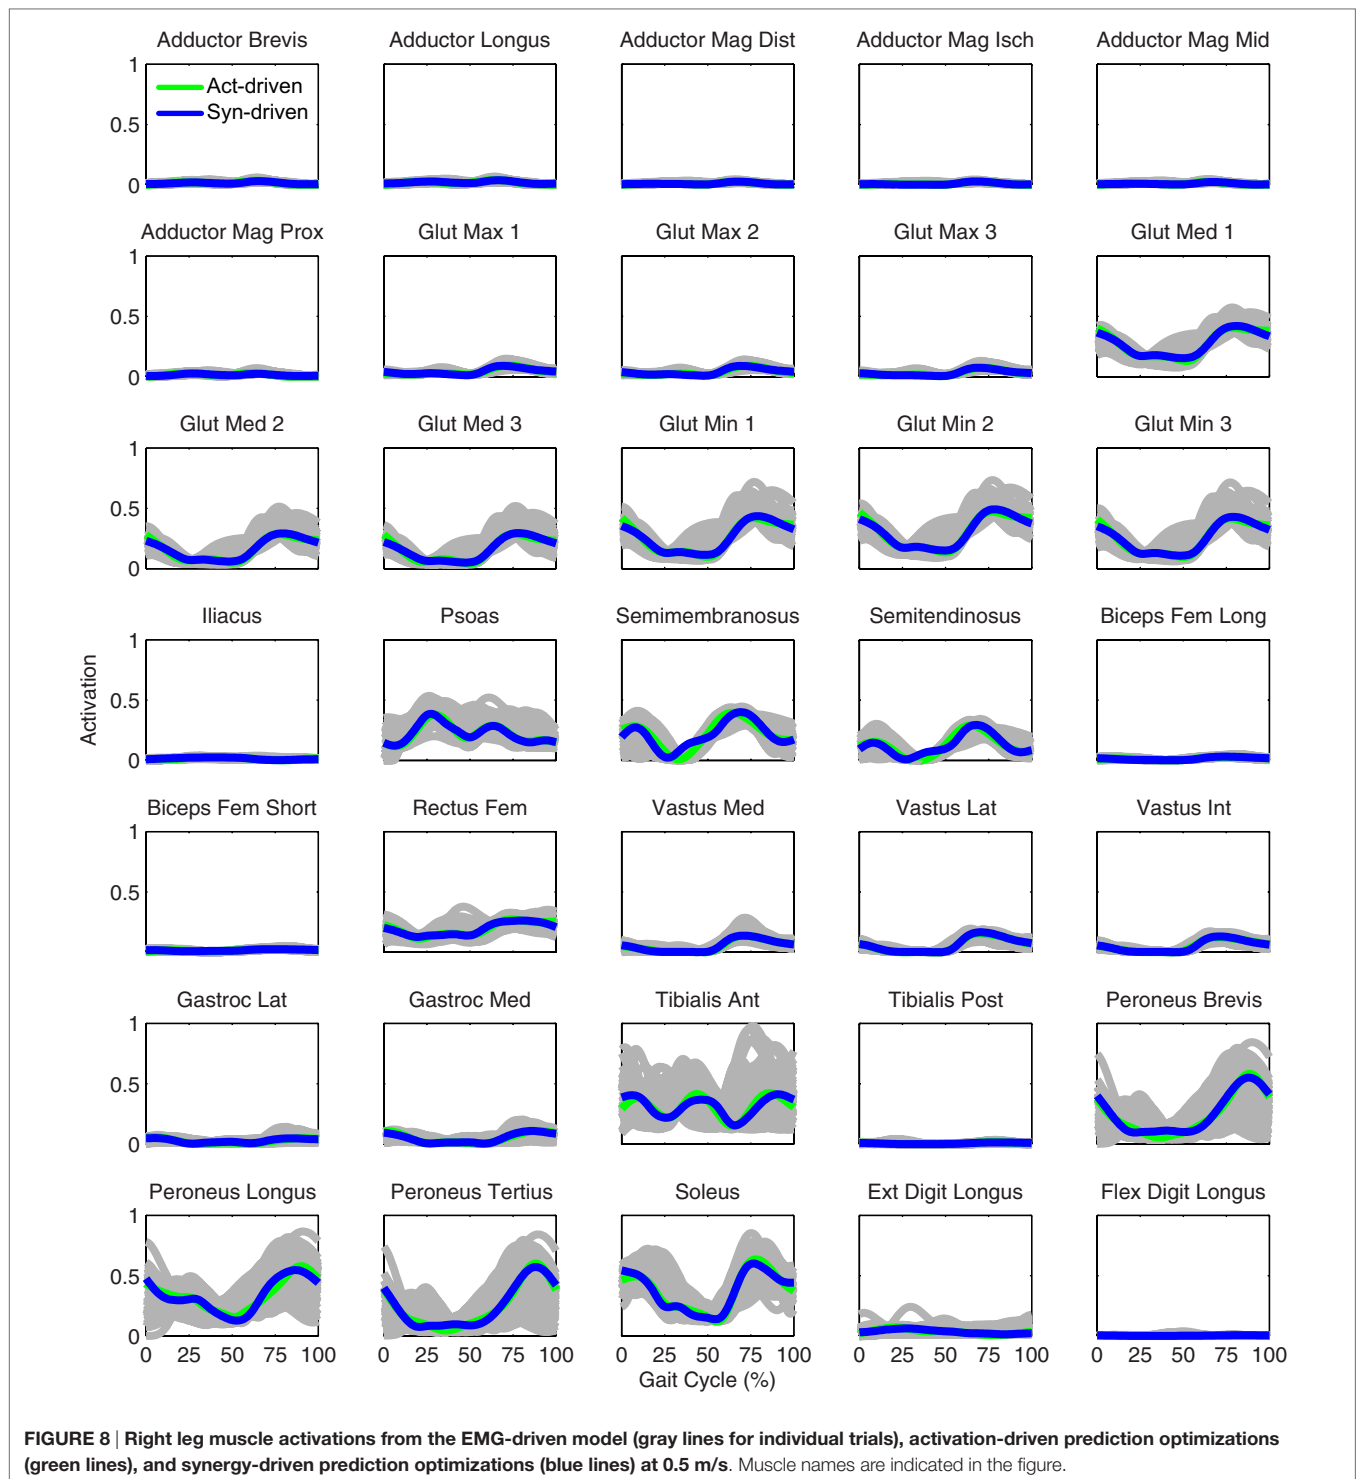 Adductor Brevis Adductor Longus Adductor Mag Dist Adductor Mag Isch Adductor Mag Mid
1
Act-driven
Syn-driven
0.5
0
Adductor Mag Prox Glut Max 1 Glut Max 2 Glut Max 3 Glut Med 1
1
0.5
0
Glut Med 2 Glut Med 3 Glut Min 1 Glut Min 2 Glut Min 3
1
0.5
0
Iliacus Psoas Semimembranosus Semitendinosus Biceps Fem Long
1
0.5
0
Activation
Biceps Fem Short Rectus Fem Vastus Med Vastus Lat Vastus Int
1
0.5
Gastroc Lat Gastroc Med Tibialis Ant Tibialis Post Peroneus Brevis
1
0.5
0
Peroneus Longus Peroneus Tertius Soleus Ext Digit Longus Flex Digit Longus
1
0.5
0
0 25 50 75 100 0 25 50 75 100 0 25 50 75 100 0 25 50 75 100 0 25 50 75 100
Gait Cycle (%)
FIGURE 8 | Right leg muscle activations from the EMG-driven model (gray lines for individual trials), activation-driven prediction optimizations
(green lines), and synergy-driven prediction optimizations (blue lines) at 0.5 m/s. Muscle names are indicated in the figure.